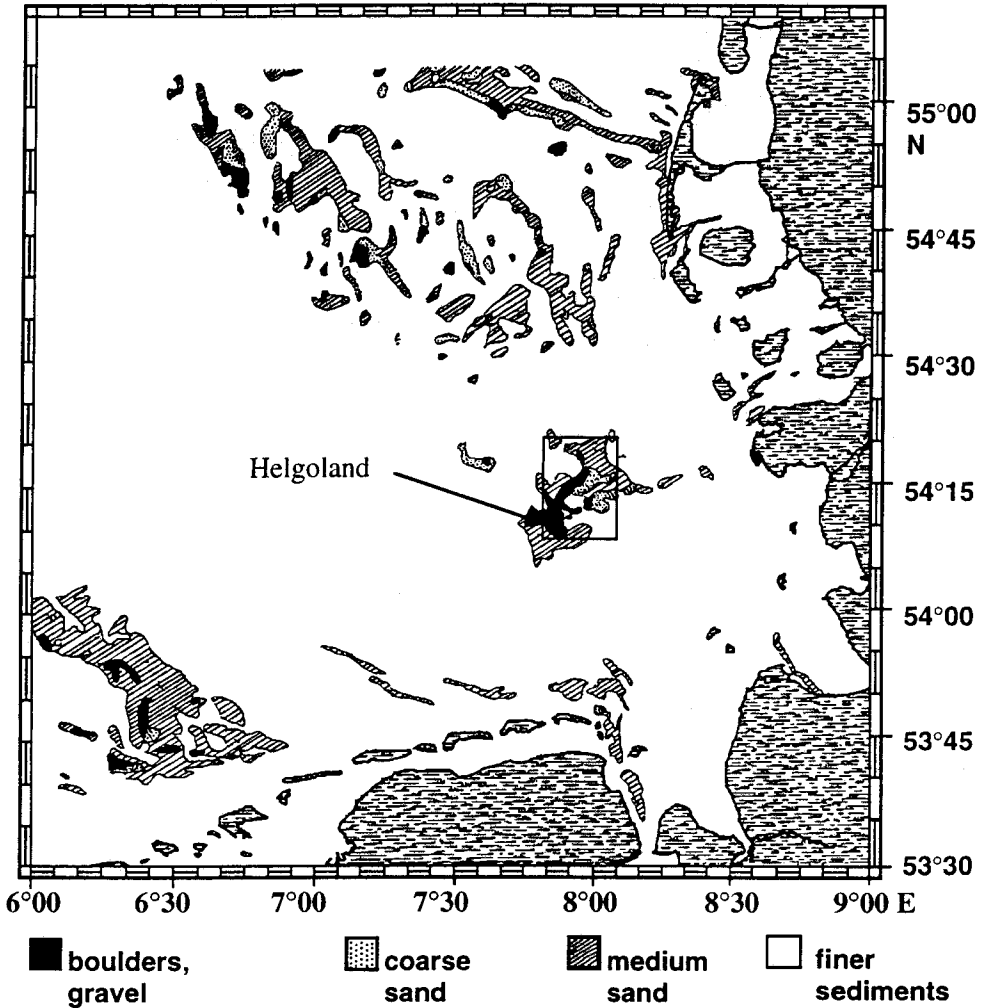 55°00
N
54°45
54°30
Helgoland
54°15
54°00
53°45
53°30
6°00 6°30 7°00 7°30 8°00 8°30 9°00 E
boulders, coarse medium finer
gravel sand sand sediments